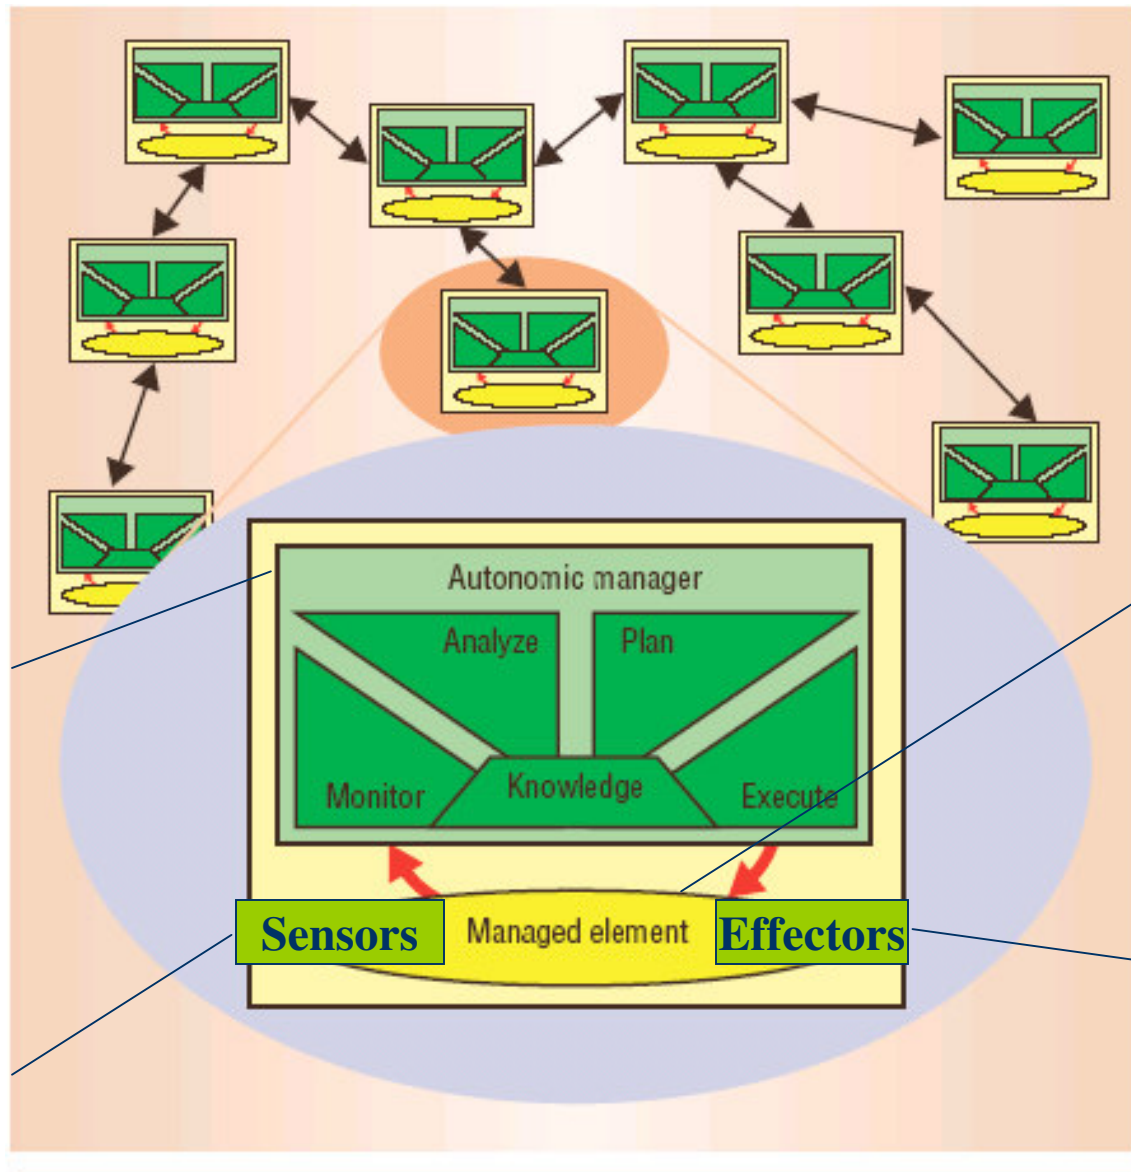 Autonomic manager
Analyze
Plan
Monitor
Knowledge
Execute
Sensors
Managed element
Effectors